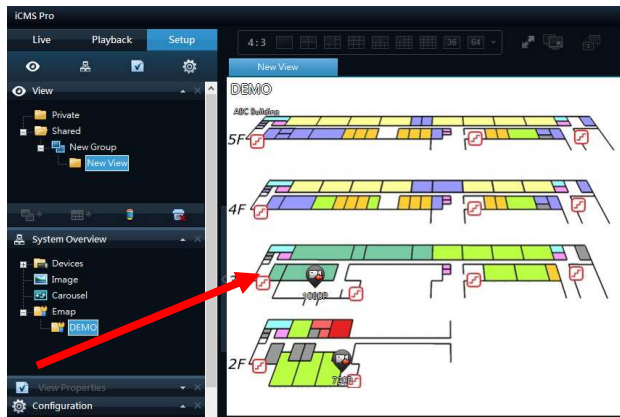 iCMS Pro
Live Playback Setup
4:3 36 64
New View
View
Private
Shared
New Group
New View
System Overview
Devices
Image
Carousel
Emap
DEMO
View Properties
Configuration
DEMO
ABC Building
5F
4F
1080P
2F
720P